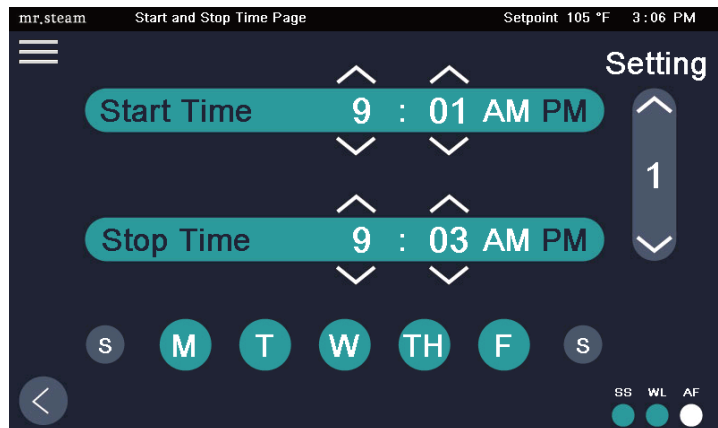 mr.steam Start and Stop Time Page Setpoint 105 °F 3:06 PM
Setting
Start Time 9 : 01 AM PM
1
Stop Time 9 : 03 AM PM
S M T W TH F S
SS WL AF